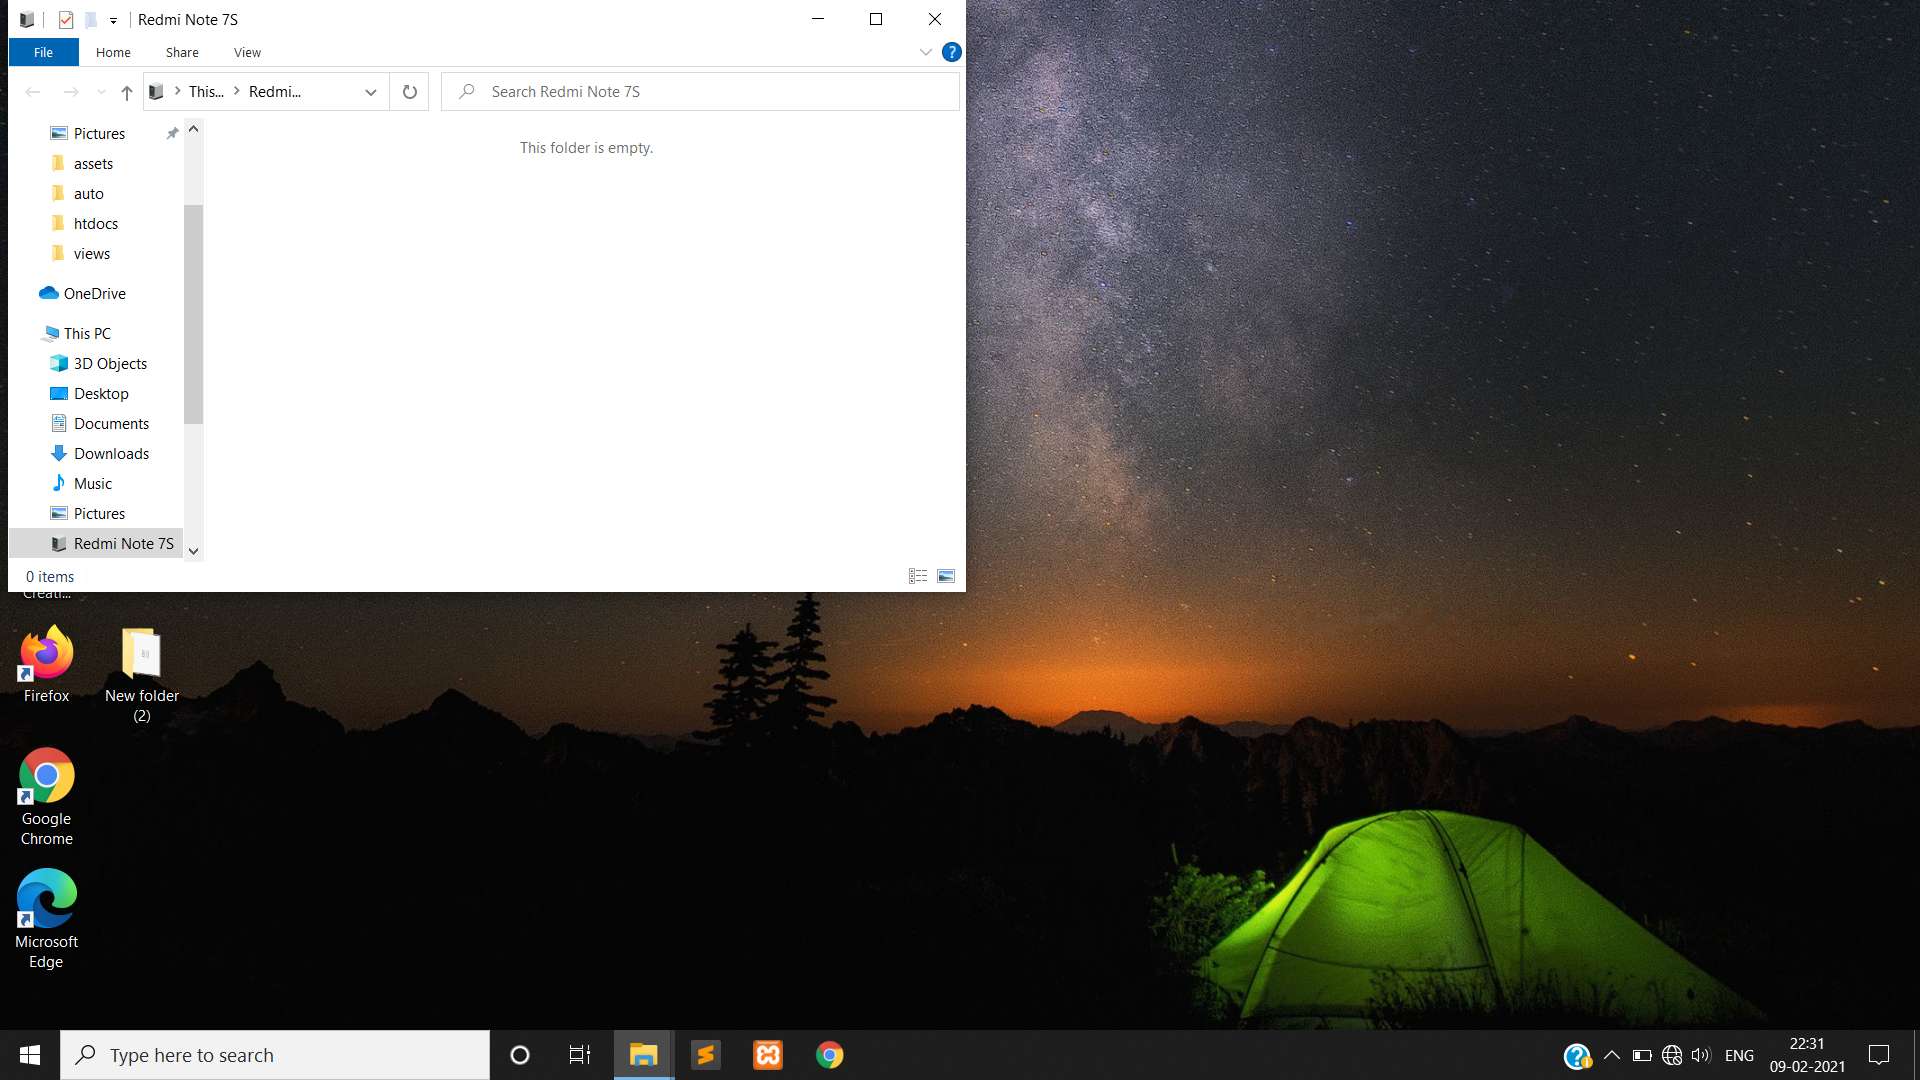 Redmi Note 7S
File Home Share View
?
This... Redmi... Search Redmi Note 7S
This folder is empty.
Pictures
assets
auto
htdocs
views
OneDrive
This PC
3D Objects
Desktop
Documents
Downloads
Music
Pictures
Redmi Note 7S
0 items
Creati...
Firefox
New folder
(2)
Google
Chrome
Microsoft
Edge
Type here to search
ENG
22:31
09-02-2021